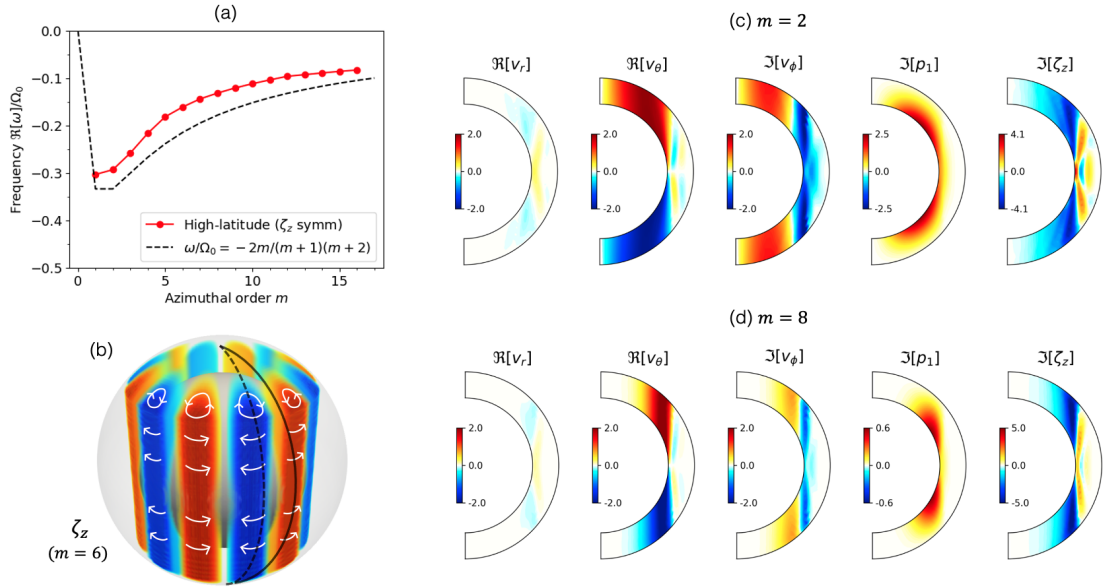 (a)
0.0
−0.1
−0.2
−0.3
−0.4
−0.5
Frequency ℜ[ω]/Ω₀
High-latitude (ζ_z symm)
ω/Ω₀ = −2m/(m+1)(m+2)
0 5 10 15
Azimuthal order m
(b)
ζ_z
(m = 6)
(c) m = 2
ℜ[v_r] ℜ[v_θ] ℑ[v_ϕ] ℑ[p₁] ℑ[ζ_z]
2.0 2.0 2.0 2.5 4.1
0.0 0.0 0.0 0.0 0.0
−2.0 −2.0 −2.0 −2.5 −4.1
(d) m = 8
ℜ[v_r] ℜ[v_θ] ℑ[v_ϕ] ℑ[p₁] ℑ[ζ_z]
2.0 2.0 2.0 0.6 5.0
0.0 0.0 0.0 0.0 0.0
−2.0 −2.0 −2.0 −0.6 −5.0